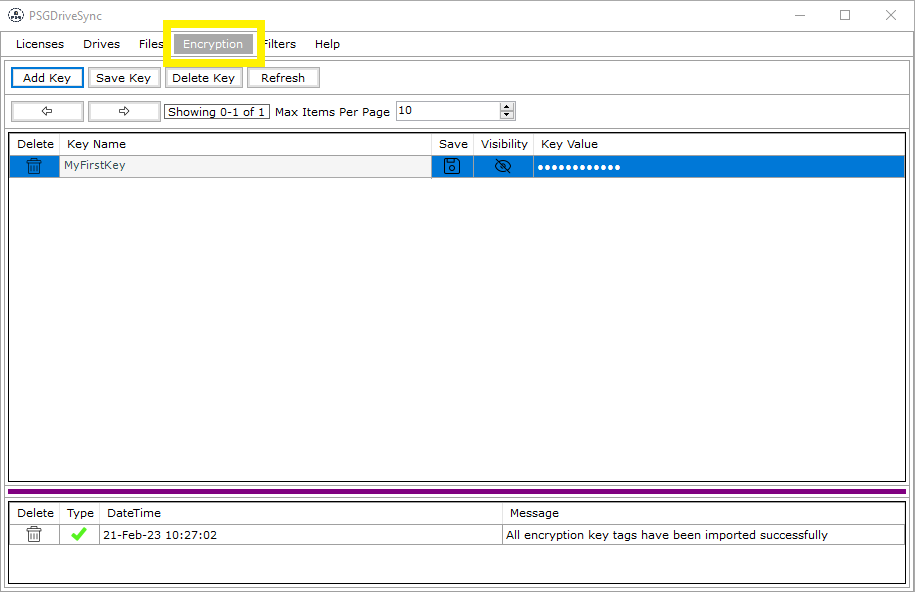 PSGDriveSync
Licenses Drives Files Encryption Filters Help
Add Key Save Key Delete Key Refresh
Showing 0-1 of 1 Max Items Per Page 10
Delete Key Name Save Visibility Key Value
MyFirstKey ●●●●●●●●●●●●
Delete Type DateTime Message
21-Feb-23 10:27:02 All encryption key tags have been imported successfully